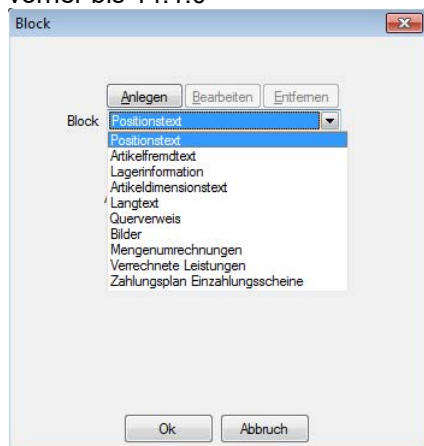 Block
Anlegen Bearbeiten Entfernen
Block Positionstext
Positionstext
Artikelfremdtext
Lagerinformation
Artikeldimensionstext
Langtext
Querverweis
Bilder
Mengenumrechnungen
Verrechnete Leistungen
Zahlungsplan Einzahlungsscheine
Ok Abbruch